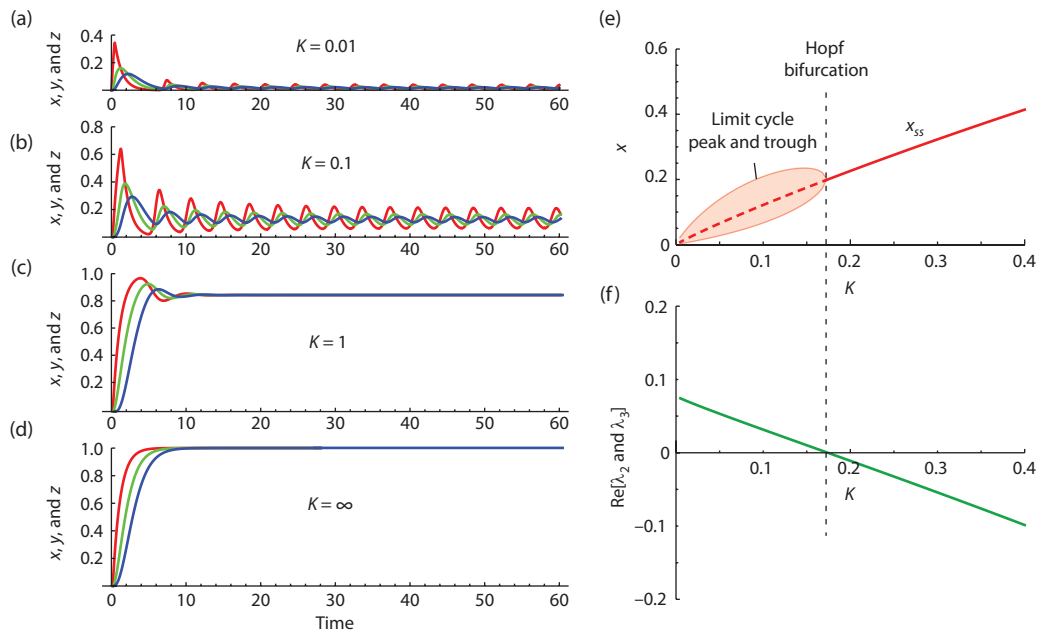 (a)
x, y, and z
0.4
0.2
0
K = 0.01
0 10 20 30 40 50 60
(b)
x, y, and z
0.8
0.6
0.4
0.2
K = 0.1
0 10 20 30 40 50 60
(c)
x, y, and z
1.0
0.8
0.6
0.4
0.2
K = 1
0 10 20 30 40 50 60
(d)
x, y, and z
1.0
0.8
0.6
0.4
0.2
K = ∞
0 10 20 30 40 50 60
Time
(e)
Hopf
bifurcation
x
0.6
0.4
0.2
0
Limit cycle
peak and trough
xss
0 0.1 0.2 0.3 0.4
K
(f)
Re[λ2 and λ3]
0.2
0.1
0
−0.1
−0.2
0.1 0.2 0.3 0.4
K